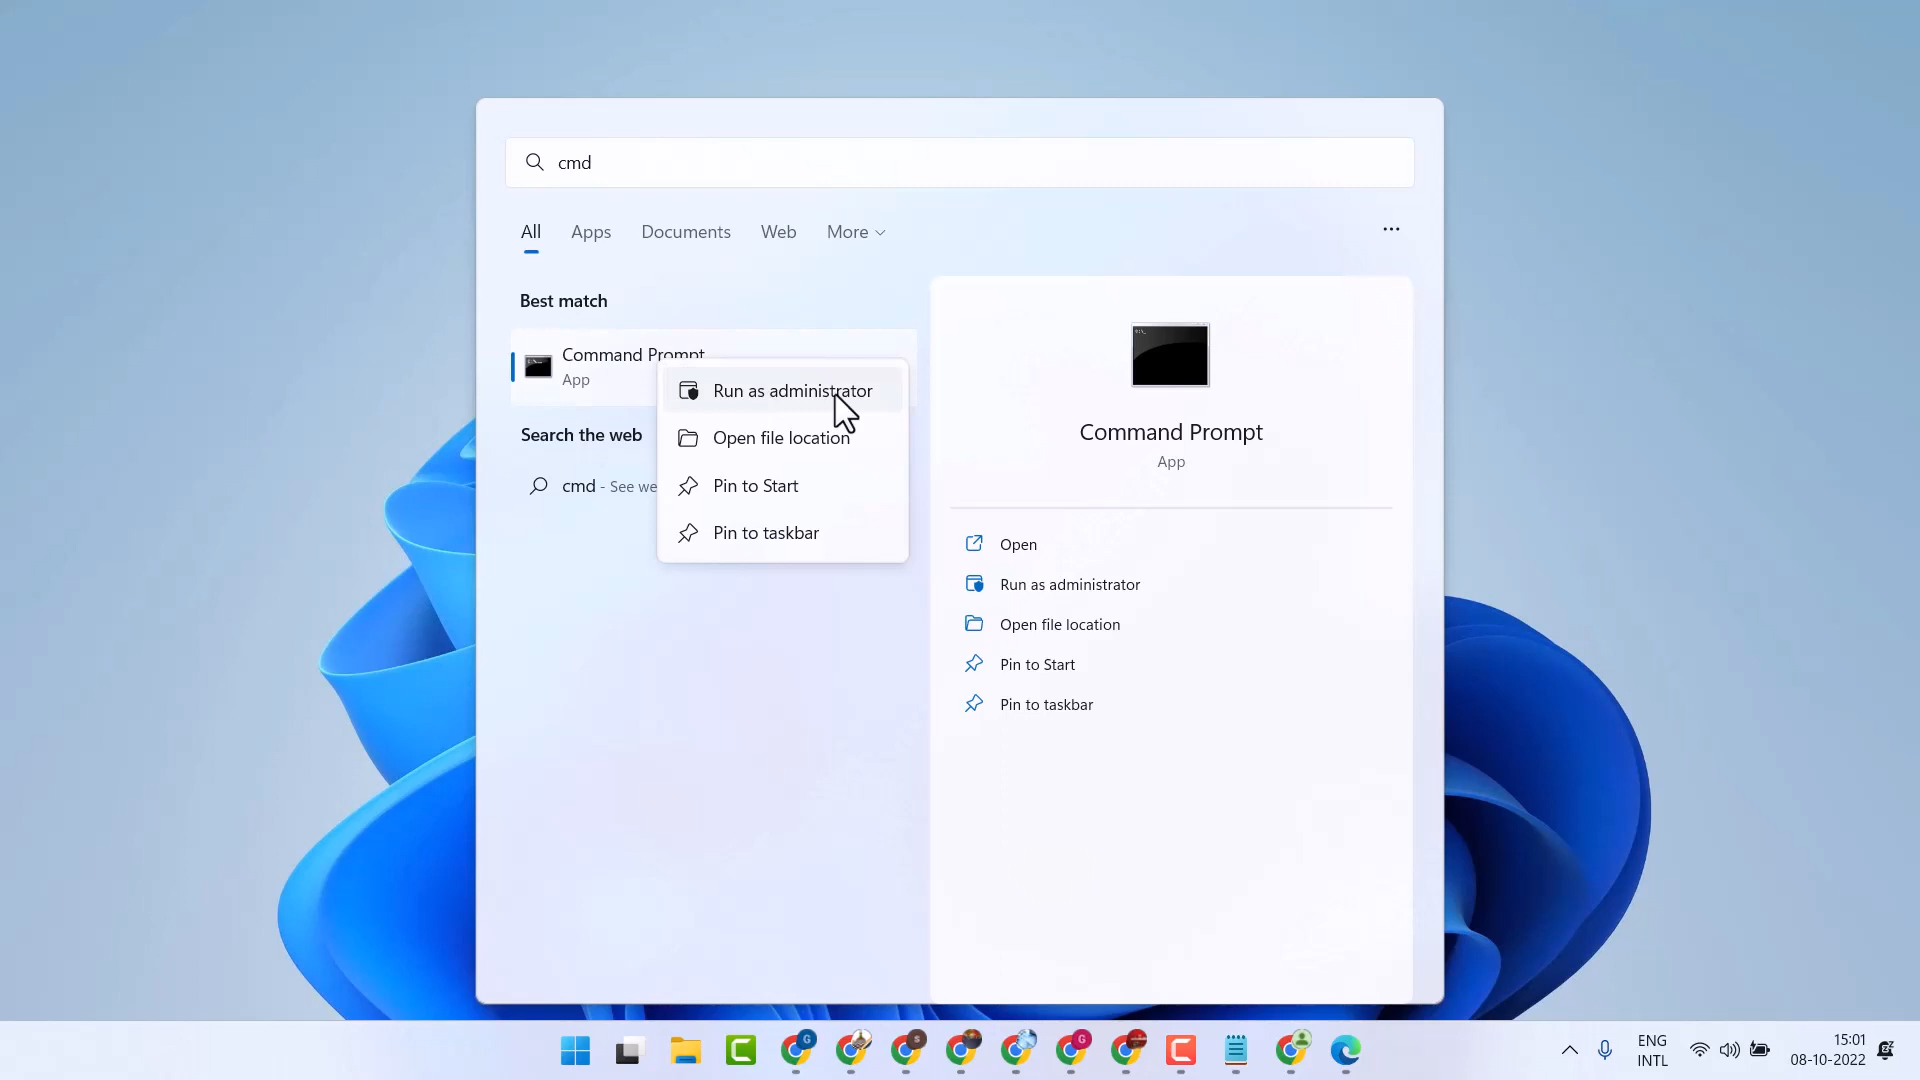 cmd
All Apps Documents Web More
Best match
Command Prompt
App
Search the web
cmd - See we
Run as administrator
Open file location
Pin to Start
Pin to taskbar
Command Prompt
App
Open
Run as administrator
Open file location
Pin to Start
Pin to taskbar
ENG
INTL
15:01
08-10-2022